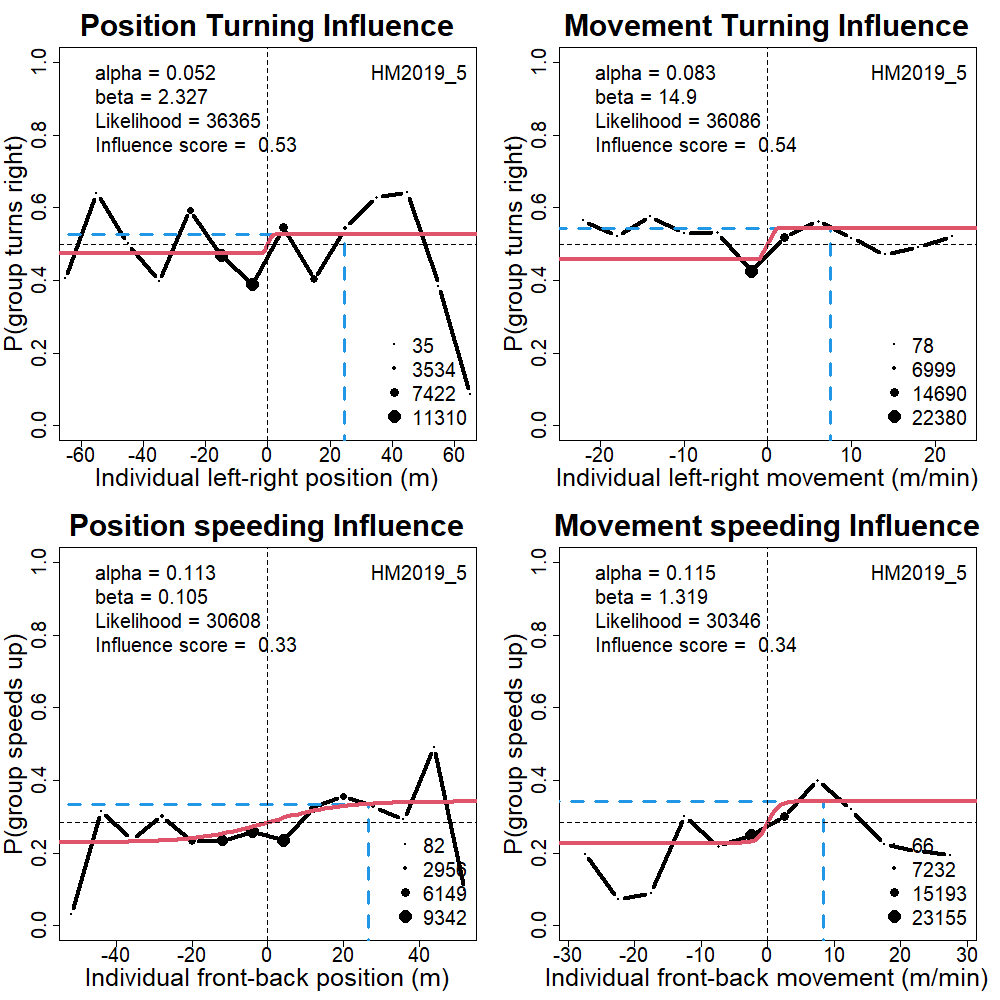 Position Turning Influence
alpha = 0.052
HM2019_5
beta = 2.327
Likelihood = 36365
Influence score = 0.53
P(group turns right)
1.0
0.8
0.6
0.4
0.2
0.0
35
3534
7422
11310
-60 -40 -20 0 20 40 60
Individual left-right position (m)
Movement Turning Influence
alpha = 0.083
HM2019_5
beta = 14.9
Likelihood = 36086
Influence score = 0.54
P(group turns right)
1.0
0.8
0.6
0.4
0.2
0.0
78
6999
14690
22380
-20 -10 0 10 20
Individual left-right movement (m/min)
Position speeding Influence
alpha = 0.113
HM2019_5
beta = 0.105
Likelihood = 30608
Influence score = 0.33
P(group speeds up)
1.0
0.8
0.6
0.4
0.2
0.0
82
2956
6149
9342
-40 -20 0 20 40
Individual front-back position (m)
Movement speeding Influence
alpha = 0.115
HM2019_5
beta = 1.319
Likelihood = 30346
Influence score = 0.34
P(group speeds up)
1.0
0.8
0.6
0.4
0.2
0.0
66
7232
15193
23155
-30 -20 -10 0 10 20 30
Individual front-back movement (m/min)